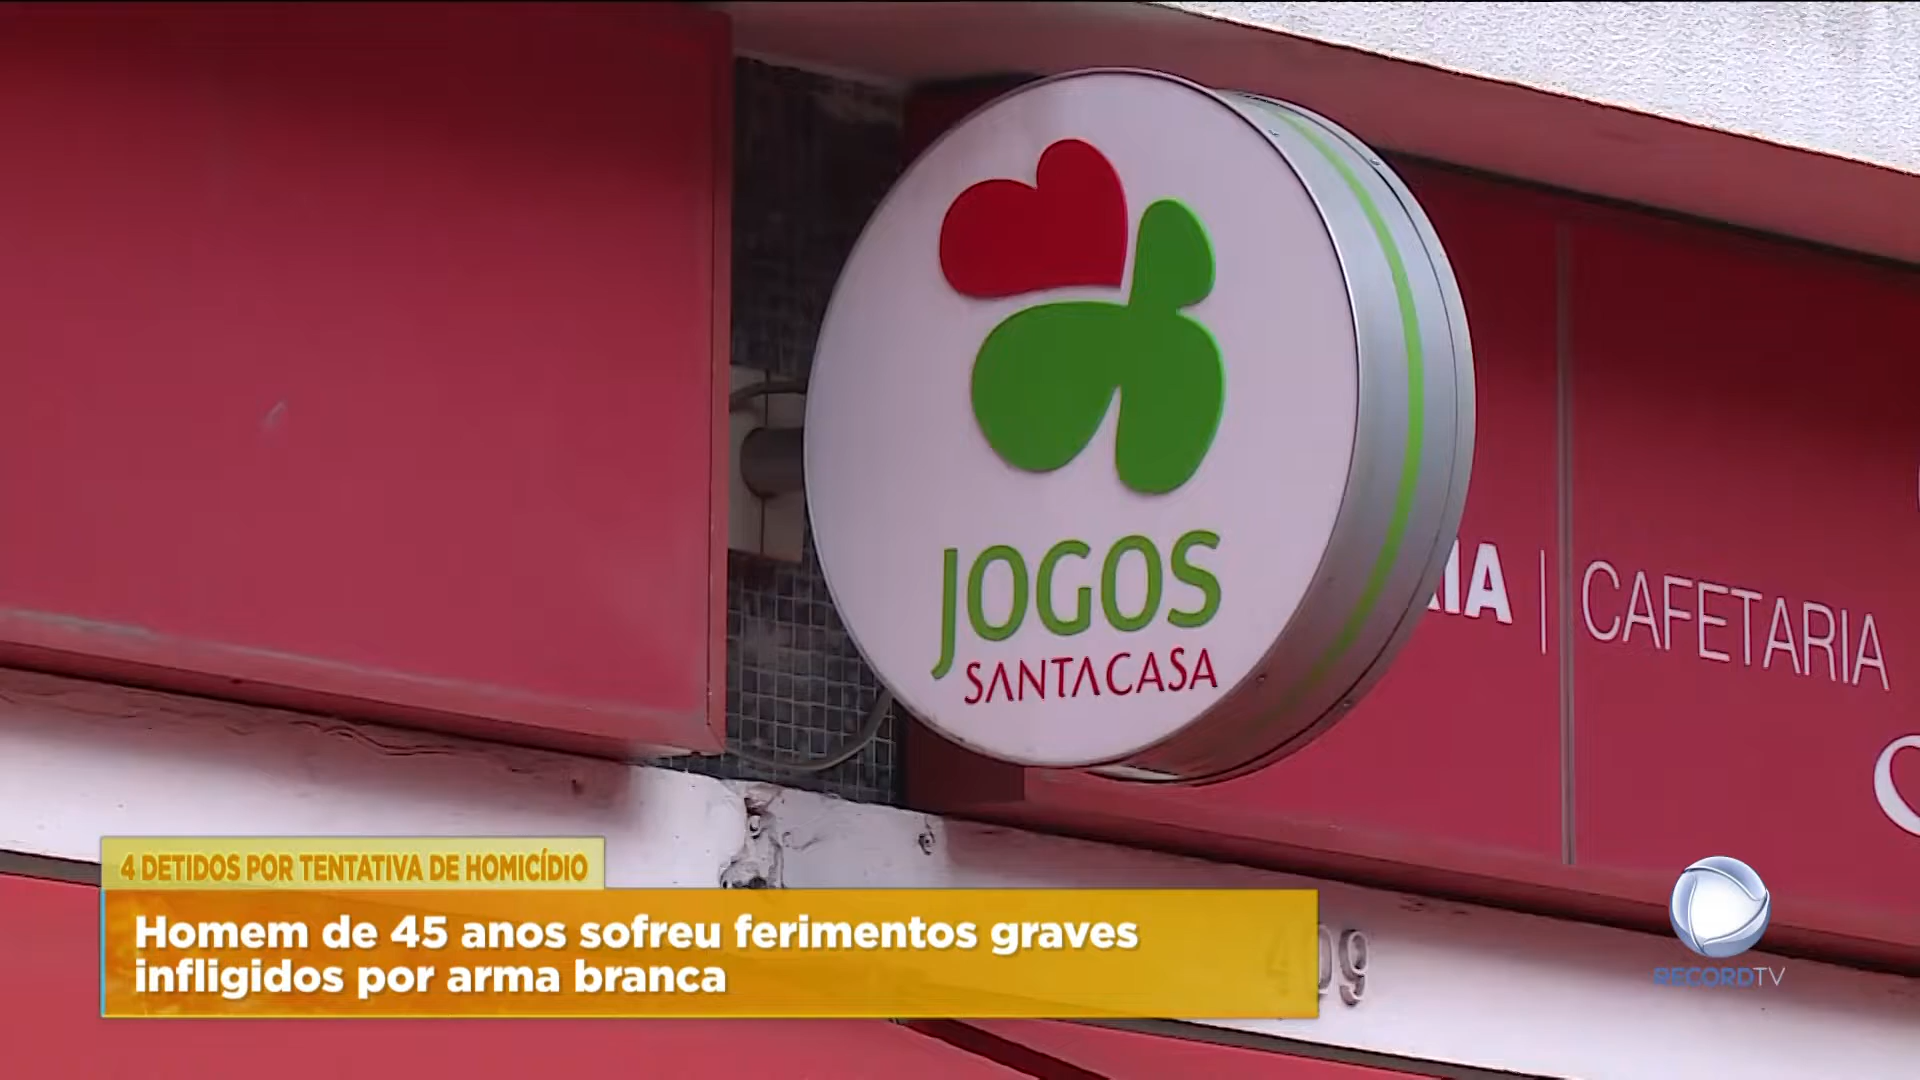 JOGOS
SANTACASA
IA | CAFETARIA
4 DETIDOS POR TENTATIVA DE HOMICÍDIO
Homem de 45 anos sofreu ferimentos graves
infligidos por arma branca
409
RECORDTV